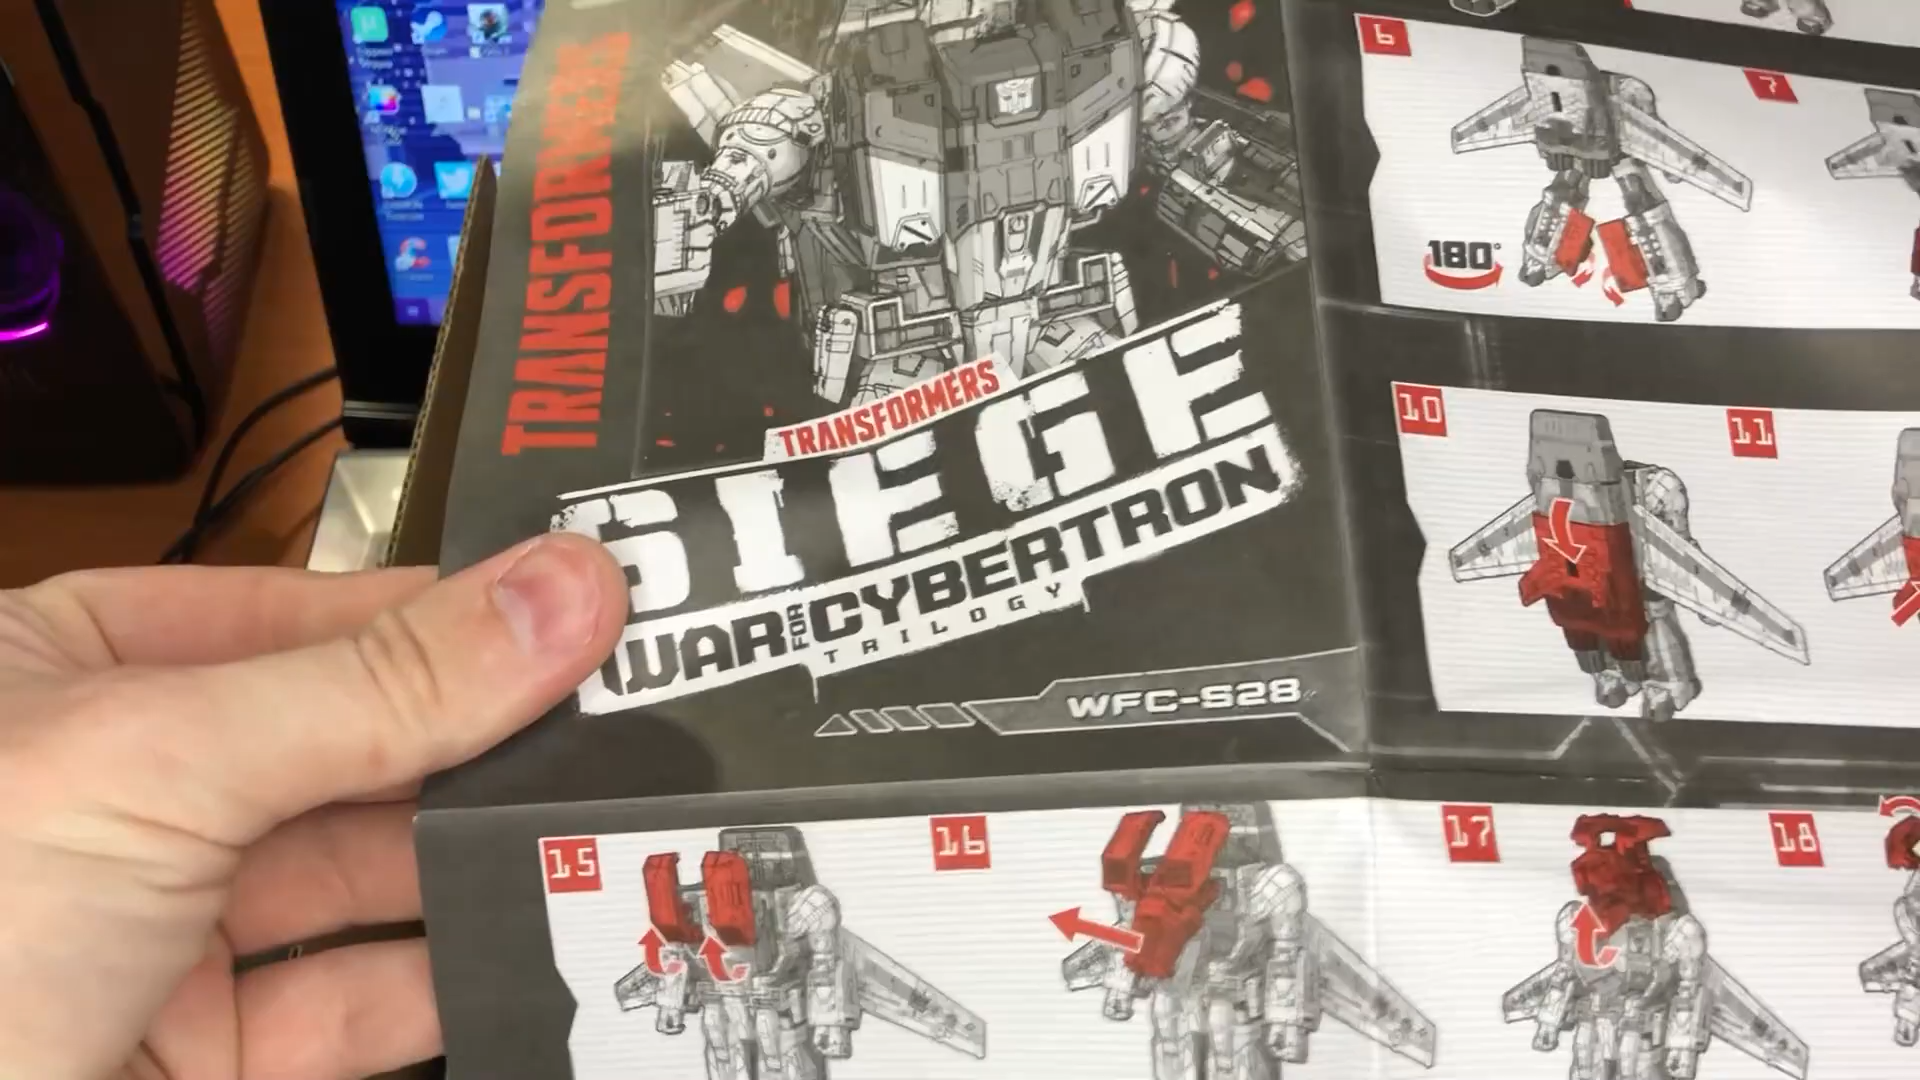 TRANSFORMERS
TRANSFORMERS
SIEGE
WAR FOR CYBERTRON
TRILOGY
WFC-S28
6
7
180°
10
11
15
16
17
18